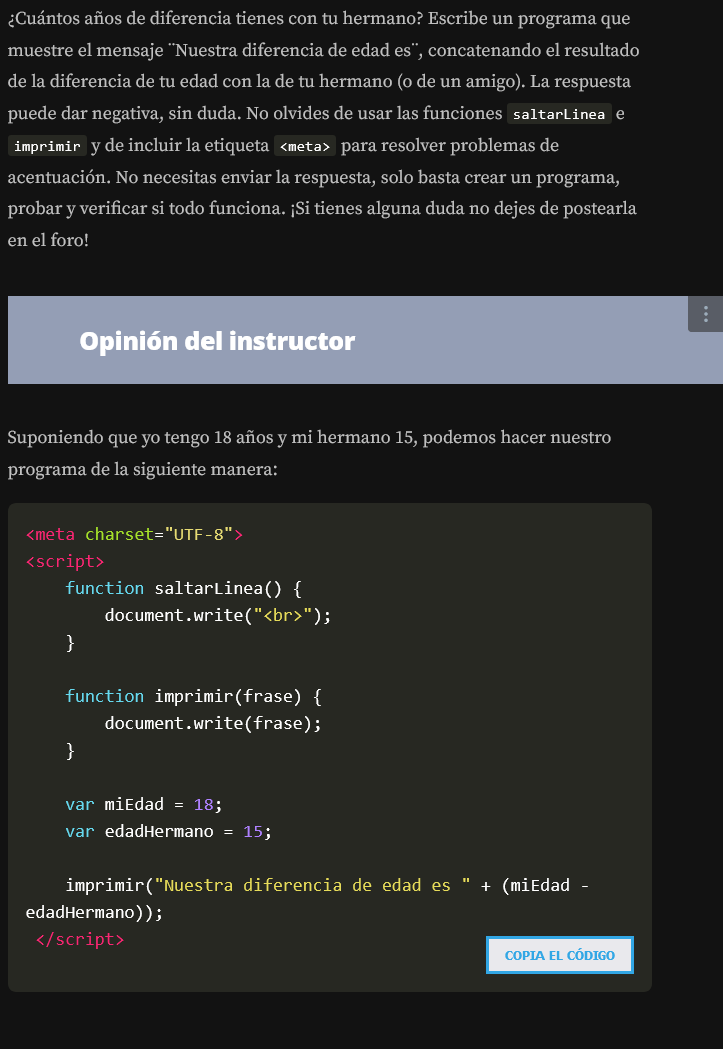 ¿Cuántos años de diferencia tienes con tu hermano? Escribe un programa que
muestre el mensaje ¨Nuestra diferencia de edad es¨, concatenando el resultado
de la diferencia de tu edad con la de tu hermano (o de un amigo). La respuesta
puede dar negativa, sin duda. No olvides de usar las funciones saltarLinea e
imprimir y de incluir la etiqueta <meta> para resolver problemas de
acentuación. No necesitas enviar la respuesta, solo basta crear un programa,
probar y verificar si todo funciona. ¡Si tienes alguna duda no dejes de postearla
en el foro!
Opinión del instructor
Suponiendo que yo tengo 18 años y mi hermano 15, podemos hacer nuestro
programa de la siguiente manera:
<meta charset="UTF-8">
<script>
function saltarLinea() {
document.write("<br>");
}
function imprimir(frase) {
document.write(frase);
}
var miEdad = 18;
var edadHermano = 15;
imprimir("Nuestra diferencia de edad es " + (miEdad -
edadHermano));
</script>
COPIA EL CÓDIGO